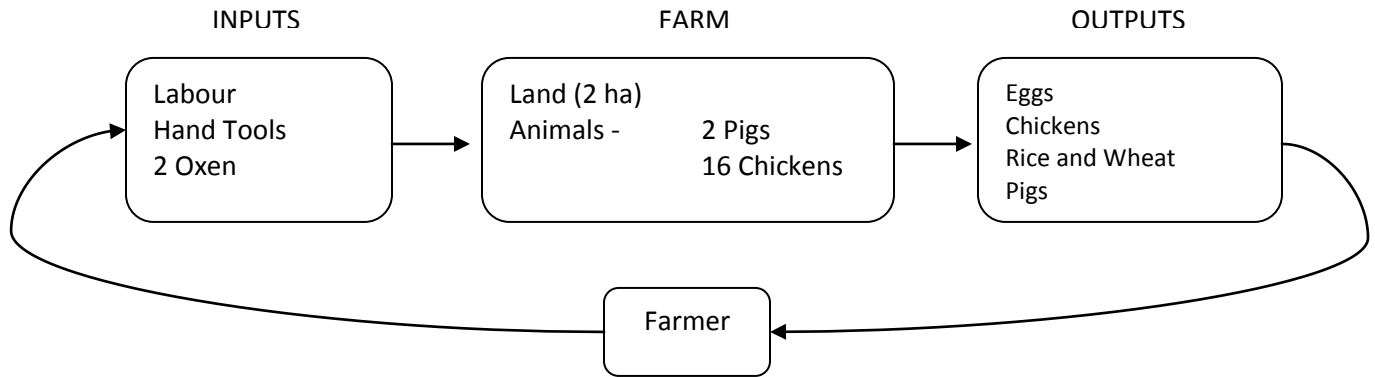 INPUTS
FARM
OUTPUTS
Labour
Hand Tools
2 Oxen
Land (2 ha)
Animals - 2 Pigs
16 Chickens
Eggs
Chickens
Rice and Wheat
Pigs
Farmer